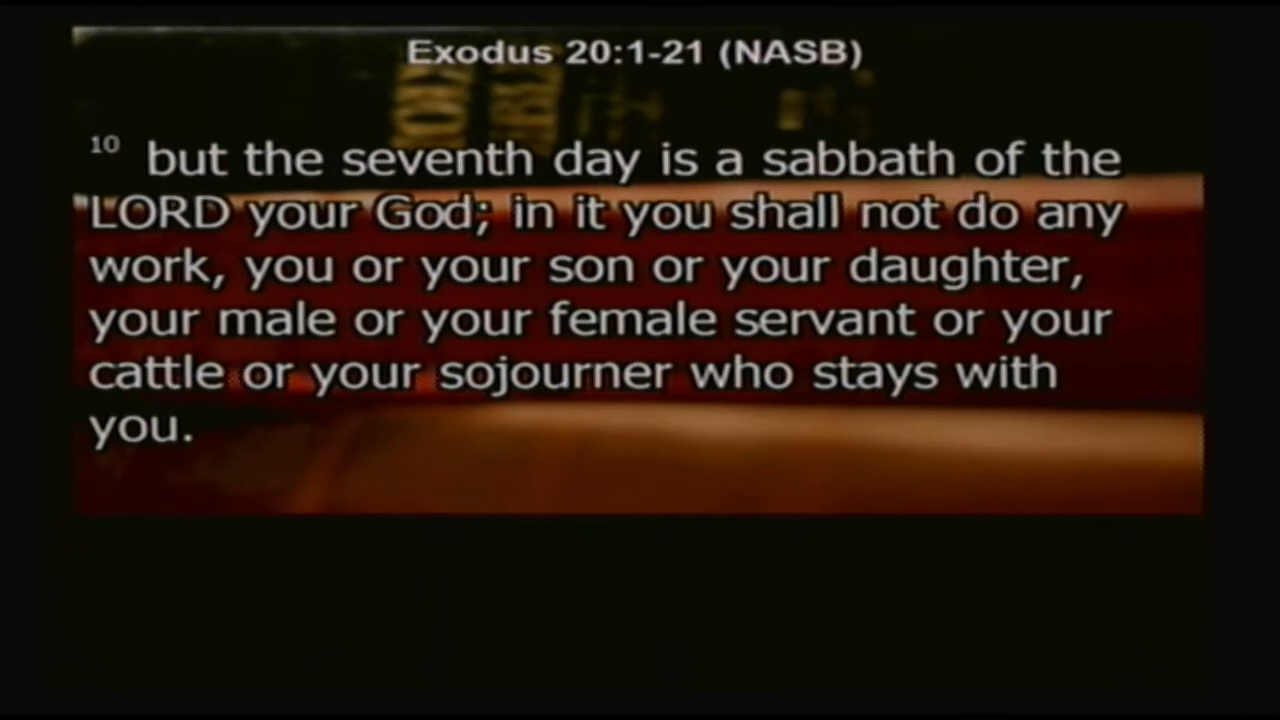 Exodus 20:1-21 (NASB)
10 but the seventh day is a sabbath of the
LORD your God; in it you shall not do any
work, you or your son or your daughter,
your male or your female servant or your
cattle or your sojourner who stays with
you.